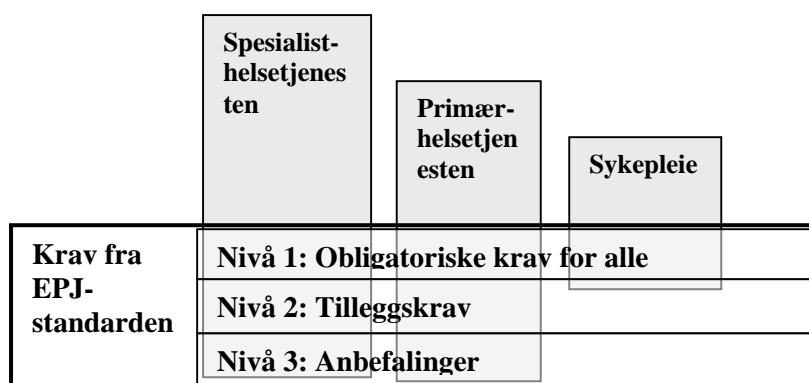 Spesialist-
helsetjenes
ten
Primær-
helsetjen
esten
Sykepleie
Krav fra
EPJ-
standarden
Nivå 1: Obligatoriske krav for alle
Nivå 2: Tilleggskrav
Nivå 3: Anbefalinger